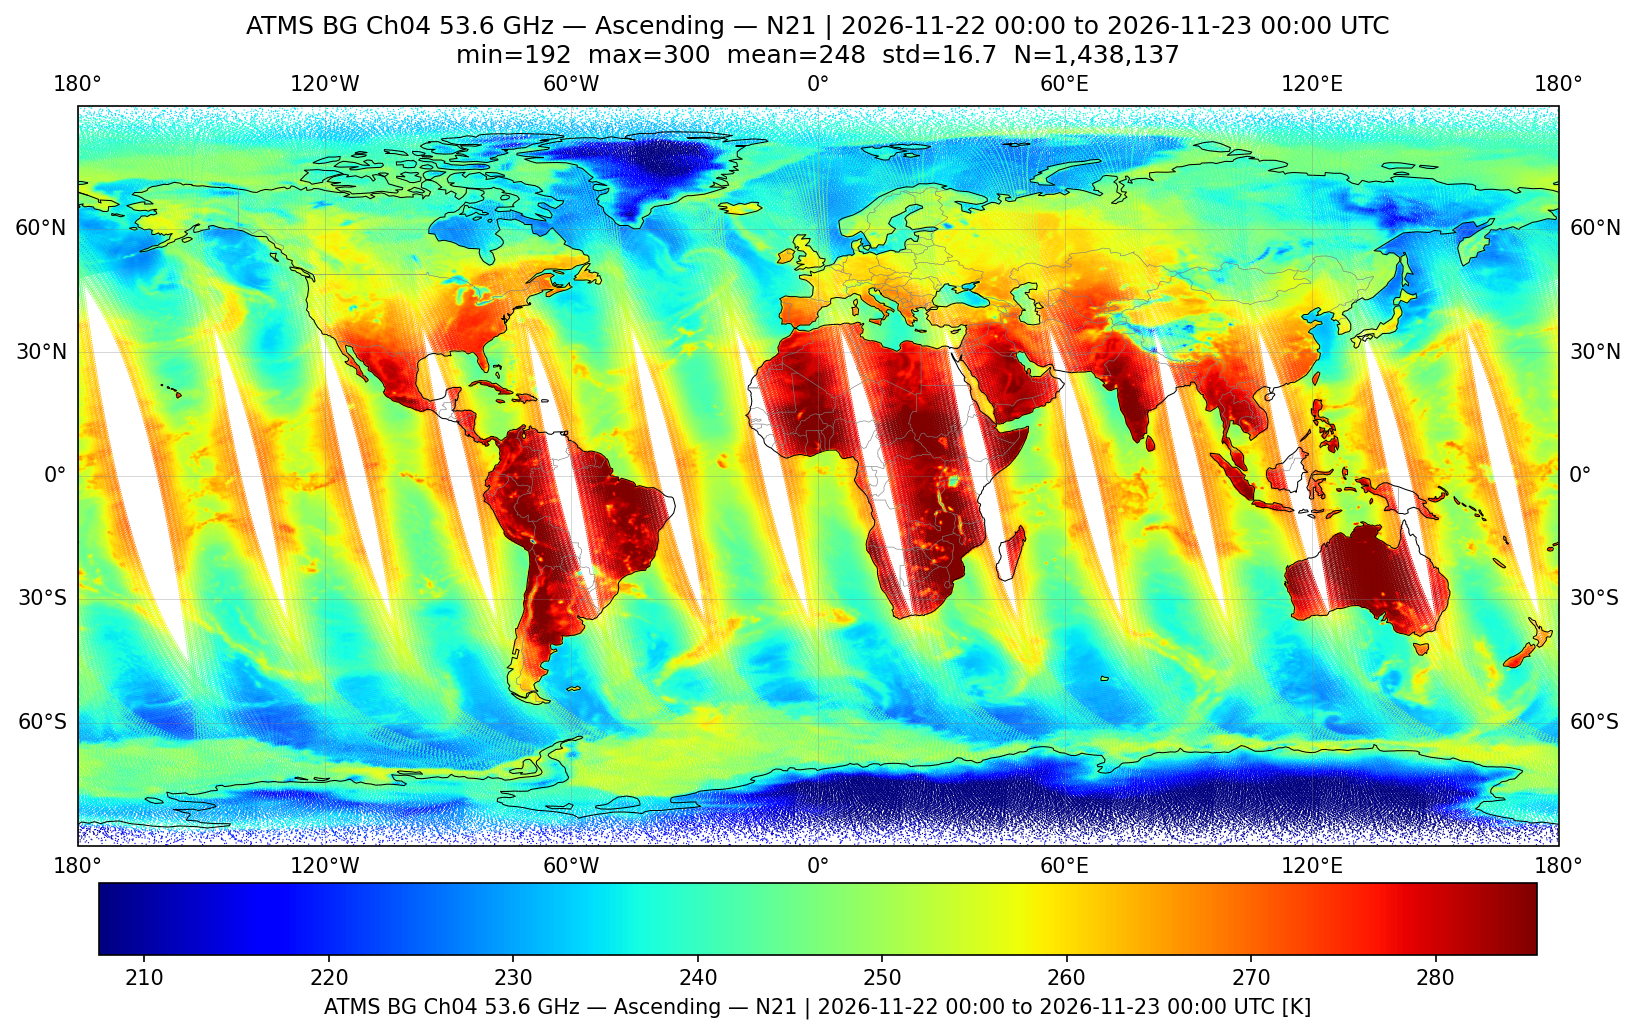 ATMS BG Ch04 53.6 GHz — Ascending — N21 | 2026-11-22 00:00 to 2026-11-23 00:00 UTC
min=192  max=300  mean=248  std=16.7  N=1,438,137
180° 120°W 60°W 0° 60°E 120°E 180°
60°N 60°N
30°N 30°N
0° 0°
30°S 30°S
60°S 60°S
180° 120°W 60°W 0° 60°E 120°E 180°
210 220 230 240 250 260 270 280
ATMS BG Ch04 53.6 GHz — Ascending — N21 | 2026-11-22 00:00 to 2026-11-23 00:00 UTC [K]